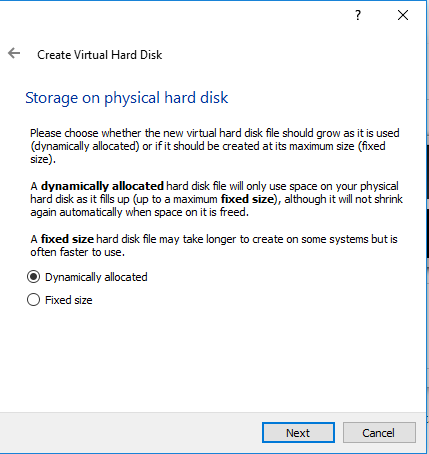 ?
Create Virtual Hard Disk
Storage on physical hard disk
Please choose whether the new virtual hard disk file should grow as it is used
(dynamically allocated) or if it should be created at its maximum size (fixed
size).
A dynamically allocated hard disk file will only use space on your physical
hard disk as it fills up (up to a maximum fixed size), although it will not shrink
again automatically when space on it is freed.
A fixed size hard disk file may take longer to create on some systems but is
often faster to use.
Dynamically allocated
Fixed size
Next
Cancel